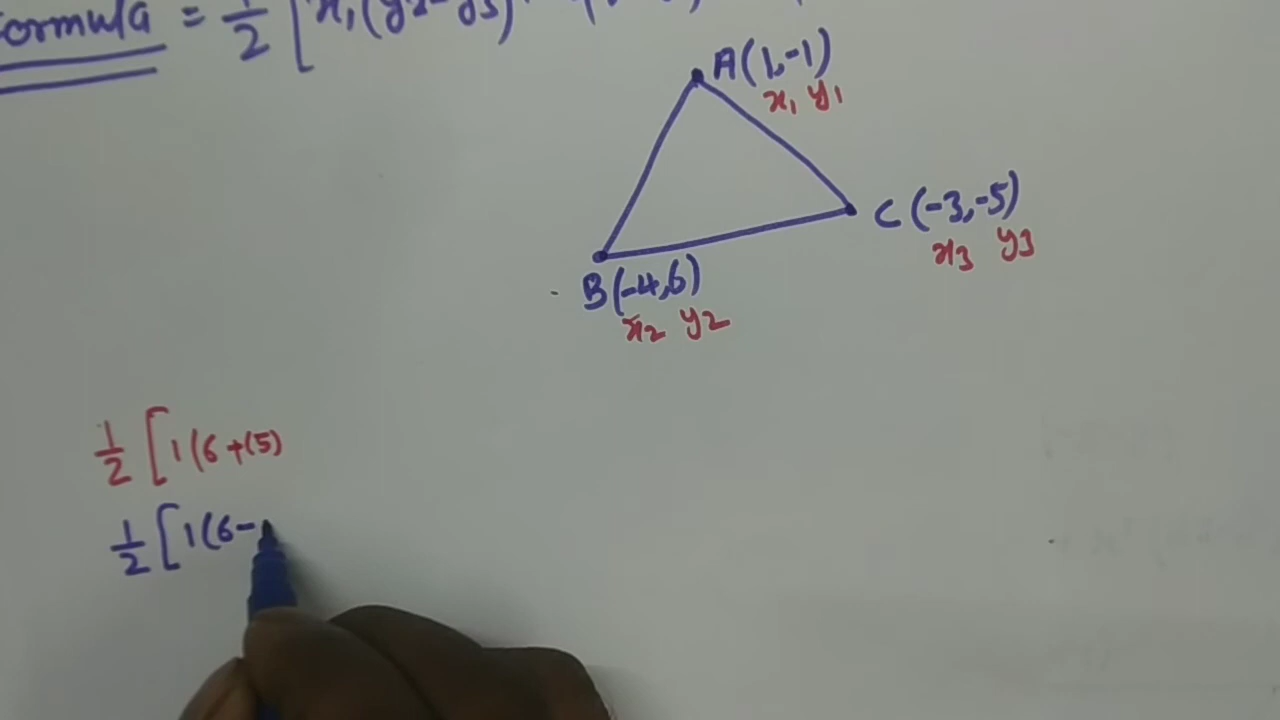 Formula = 1/2 [x₁(y₂-y₃)
A(1,-1)
x₁ y₁
C(-3,-5)
x₃ y₃
B(-4,6)
x₂ y₂
1/2 [1(6+(5)
1/2 [1(6-